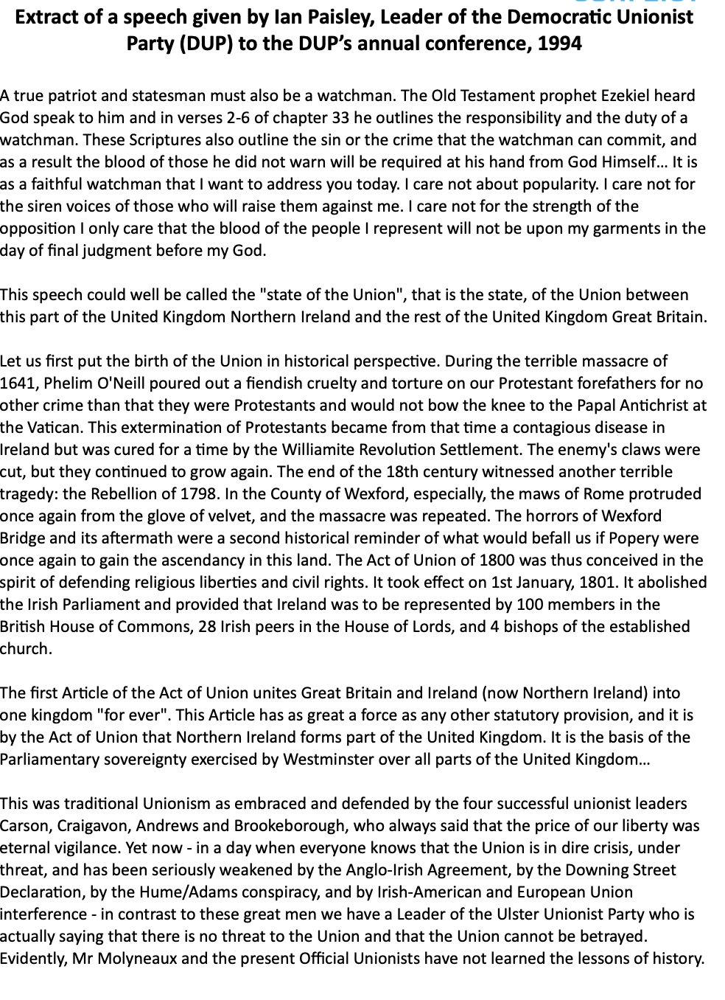 Extract of a speech given by Ian Paisley, Leader of the Democratic Unionist
Party (DUP) to the DUP’s annual conference, 1994
A true patriot and statesman must also be a watchman. The Old Testament prophet Ezekiel heard
God speak to him and in verses 2-6 of chapter 33 he outlines the responsibility and the duty of a
watchman. These Scriptures also outline the sin or the crime that the watchman can commit, and
as a result the blood of those he did not warn will be required at his hand from God Himself... It is
as a faithful watchman that I want to address you today. I care not about popularity. I care not for
the siren voices of those who will raise them against me. I care not for the strength of the
opposition I only care that the blood of the people I represent will not be upon my garments in the
day of final judgment before my God.
This speech could well be called the "state of the Union", that is the state, of the Union between
this part of the United Kingdom Northern Ireland and the rest of the United Kingdom Great Britain.
Let us first put the birth of the Union in historical perspective. During the terrible massacre of
1641, Phelim O'Neill poured out a fiendish cruelty and torture on our Protestant forefathers for no
other crime than that they were Protestants and would not bow the knee to the Papal Antichrist at
the Vatican. This extermination of Protestants became from that time a contagious disease in
Ireland but was cured for a time by the Williamite Revolution Settlement. The enemy's claws were
cut, but they continued to grow again. The end of the 18th century witnessed another terrible
tragedy: the Rebellion of 1798. In the County of Wexford, especially, the maws of Rome protruded
once again from the glove of velvet, and the massacre was repeated. The horrors of Wexford
Bridge and its aftermath were a second historical reminder of what would befall us if Popery were
once again to gain the ascendancy in this land. The Act of Union of 1800 was thus conceived in the
spirit of defending religious liberties and civil rights. It took effect on 1st January, 1801. It abolished
the Irish Parliament and provided that Ireland was to be represented by 100 members in the
British House of Commons, 28 Irish peers in the House of Lords, and 4 bishops of the established
church.
The first Article of the Act of Union unites Great Britain and Ireland (now Northern Ireland) into
one kingdom "for ever". This Article has as great a force as any other statutory provision, and it is
by the Act of Union that Northern Ireland forms part of the United Kingdom. It is the basis of the
Parliamentary sovereignty exercised by Westminster over all parts of the United Kingdom...
This was traditional Unionism as embraced and defended by the four successful unionist leaders
Carson, Craigavon, Andrews and Brookeborough, who always said that the price of our liberty was
eternal vigilance. Yet now - in a day when everyone knows that the Union is in dire crisis, under
threat, and has been seriously weakened by the Anglo-Irish Agreement, by the Downing Street
Declaration, by the Hume/Adams conspiracy, and by Irish-American and European Union
interference - in contrast to these great men we have a Leader of the Ulster Unionist Party who is
actually saying that there is no threat to the Union and that the Union cannot be betrayed.
Evidently, Mr Molyneaux and the present Official Unionists have not learned the lessons of history.